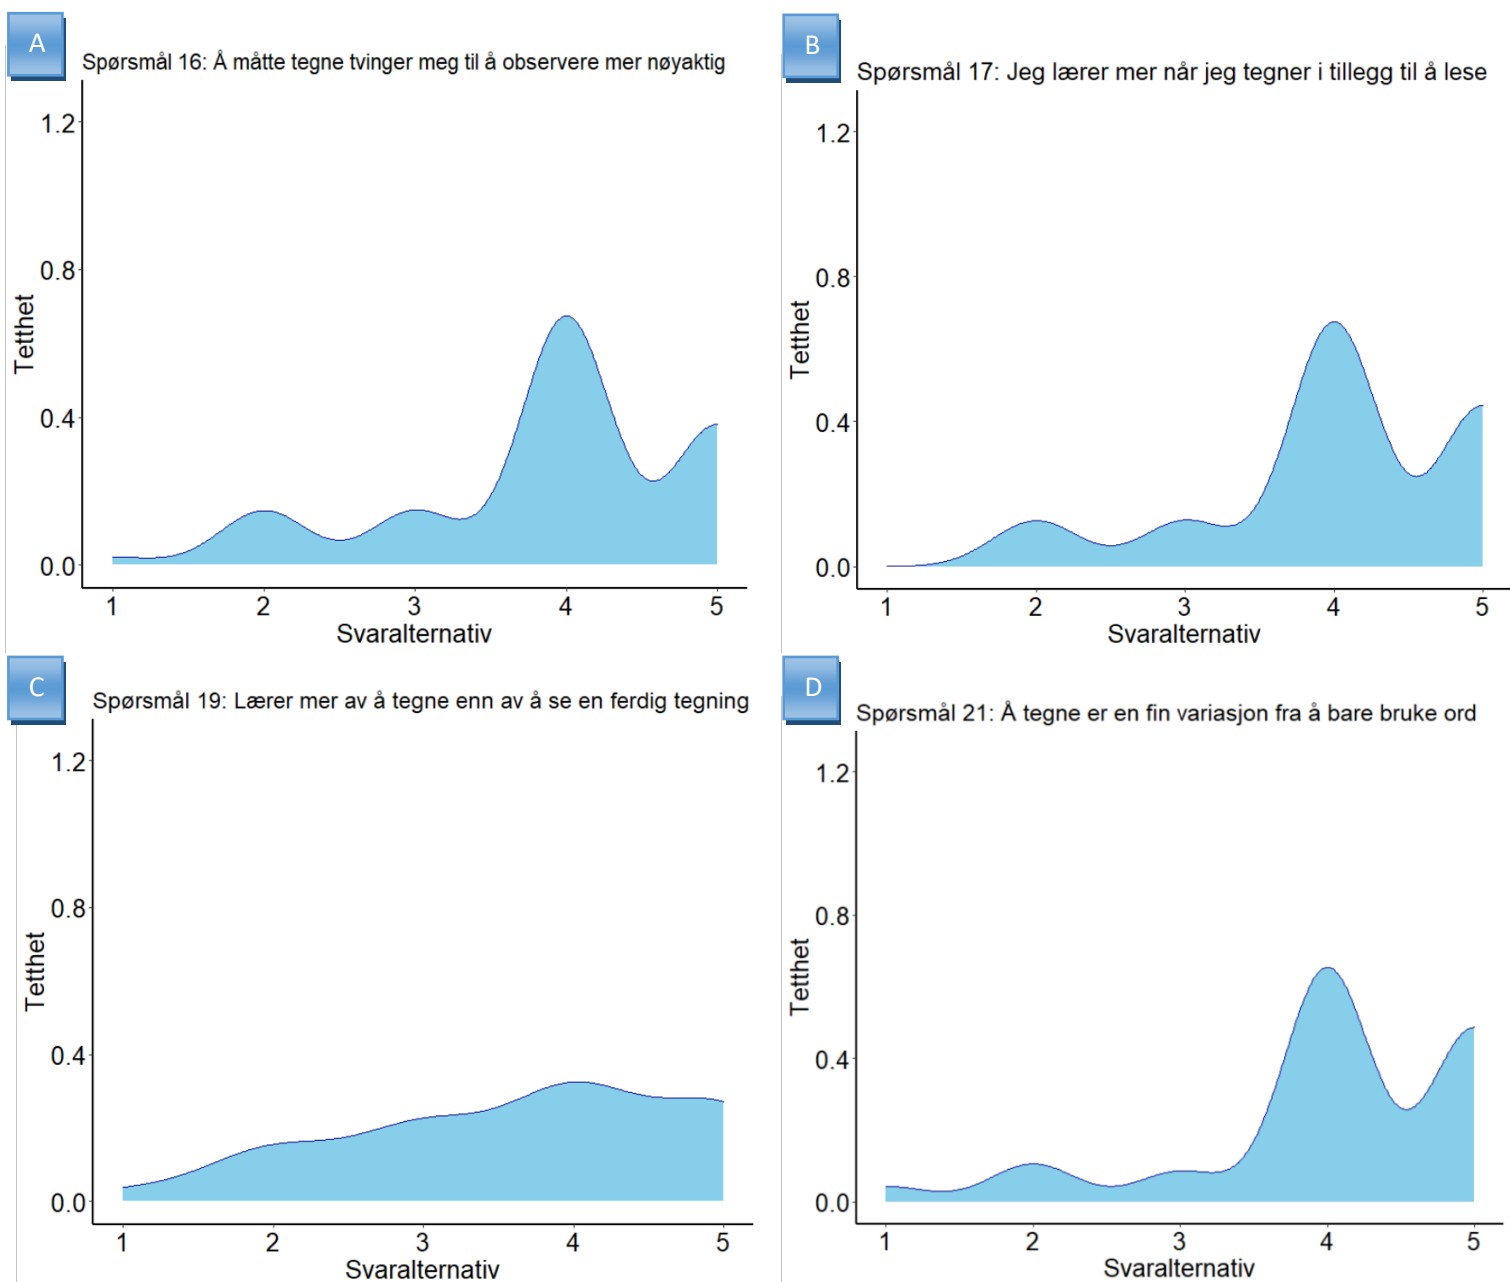 A
Spørsmål 16: Å måtte tegne tvinger meg til å observere mer nøyaktig
1.2
0.8
0.4
0.0
Tetthet
1 2 3 4 5
Svaralternativ
B
Spørsmål 17: Jeg lærer mer når jeg tegner i tillegg til å lese
1.2
0.8
0.4
0.0
Tetthet
1 2 3 4 5
Svaralternativ
C
Spørsmål 19: Lærer mer av å tegne enn av å se en ferdig tegning
1.2
0.8
0.4
0.0
Tetthet
1 2 3 4 5
Svaralternativ
D
Spørsmål 21: Å tegne er en fin variasjon fra å bare bruke ord
1.2
0.8
0.4
0.0
Tetthet
1 2 3 4 5
Svaralternativ